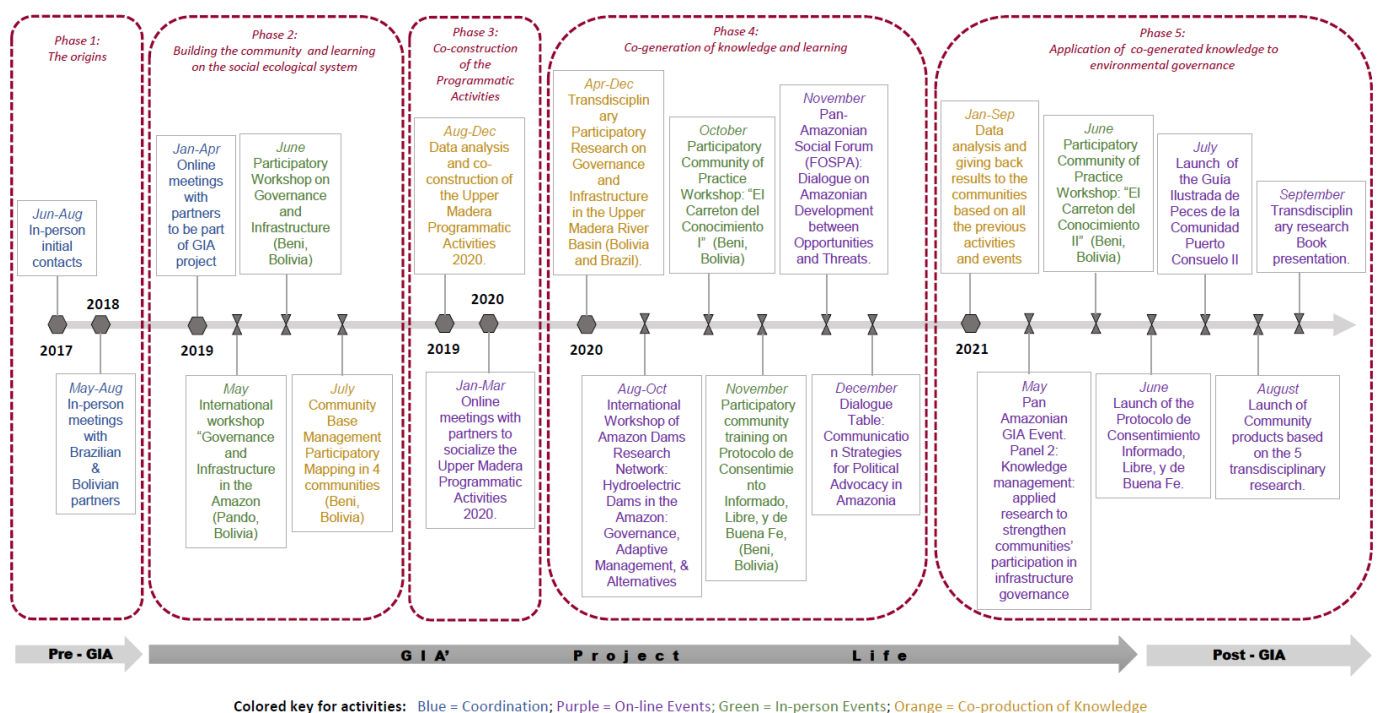 Phase 1:
The origins
Phase 2:
Building the community and learning
on the social ecological system
Phase 3:
Co-construction
of the
Programmatic
Activities
Phase 4:
Co-generation of knowledge and learning
Phase 5:
Application of co-generated knowledge to
environmental governance
Jun-Aug
In-person
initial
contacts
Jan-Apr
Online
meetings
with
partners
to be part
of GIA
project
June
Participatory
Workshop on
Governance
and
Infrastructure
(Beni,
Bolivia)
Aug-Dec
Data analysis
and co-
construction of
the Upper
Madera
Programmatic
Activities
2020.
Apr-Dec
Transdisciplin
ary
Participatory
Research on
Governance
and
Infrastructure
in the Upper
Madera River
Basin (Bolivia
and Brazil).
October
Participatory
Community of
Practice
Workshop: “El
Carreton del
Conocimiento
I” (Beni,
Bolivia)
November
Pan-
Amazonian
Social Forum
(FOSPA):
Dialogue on
Amazonian
Development
between
Opportunities
and Threats.
Jan-Sep
Data
analysis and
giving back
results to the
communities
based on all
the previous
activities
and events
June
Participatory
Community of
Practice
Workshop: “El
Carreton del
Conocimiento
II” (Beni,
Bolivia)
July
Launch of
the Guía
Ilustrada de
Peces de la
Comunidad
Puerto
Consuelo II
September
Transdisciplin
ary research
Book
presentation.
2017
2018
2019
2019
2020
2020
2021
May-Aug
In-person
meetings
with
Brazilian
&
Bolivian
partners
May
International
workshop
“Governance
and
Infrastructure
in the
Amazon
(Pando,
Bolivia)
July
Community
Base
Management
Participatory
Mapping in 4
communities
(Beni,
Bolivia)
Jan-Mar
Online
meetings with
partners to
socialize the
Upper Madera
Programmatic
Activities
2020.
Aug-Oct
International
Workshop of
Amazon Dams
Research
Network:
Hydroelectric
Dams in the
Amazon:
Governance,
Adaptive
Management, &
Alternatives
November
Participatory
community
training on
Protocolo de
Consentimie
nto
Informado,
Libre, y de
Buena Fe,
(Beni,
Bolivia)
December
Dialogue
Table:
Communicatio
n Strategies
for Political
Advocacy in
Amazonia
May
Pan
Amazonian
GIA Event.
Panel 2:
Knowledge
management:
applied
research to
strengthen
communities’
participation in
infrastructure
governance
June
Launch of the
Protocolo de
Consentimiento
Informado,
Libre, y de
Buena Fe.
August
Launch of
Community
products based
on the 5
transdisciplinary
research.
Pre - GIA
GIA’ Project Life
Post - GIA
Colored key for activities: Blue = Coordination; Purple = On-line Events; Green = In-person Events; Orange = Co-production of Knowledge